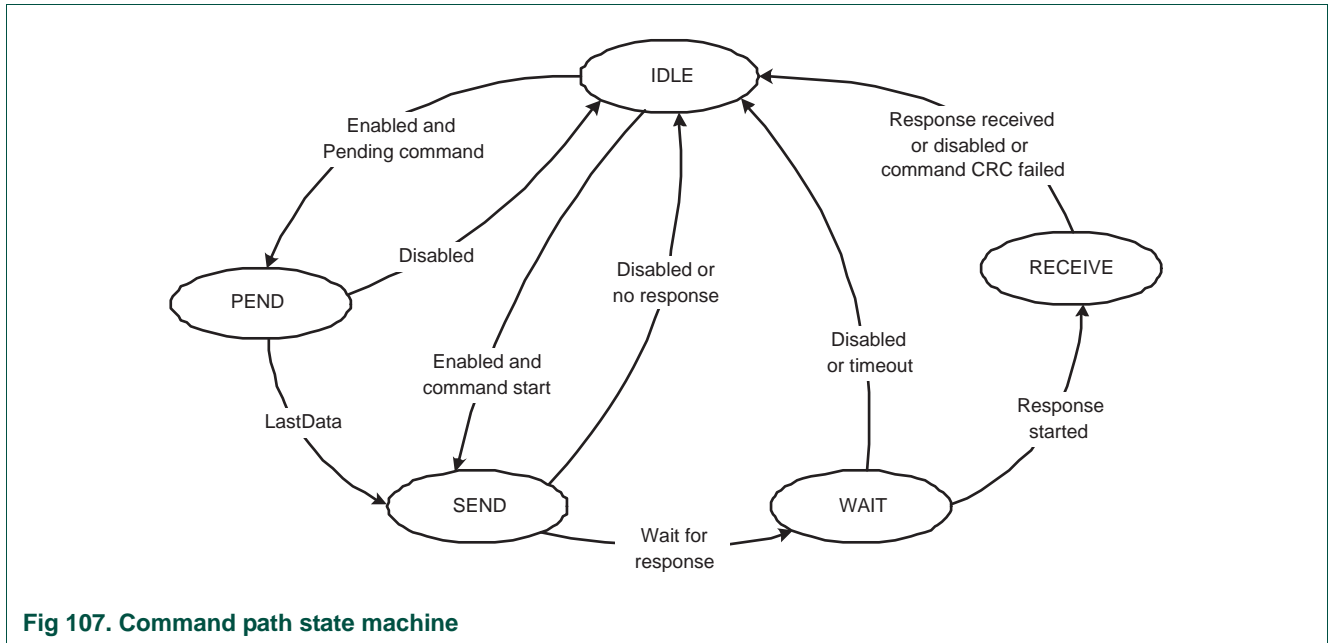 IDLE
Enabled and
Pending command
Response received
or disabled or
command CRC failed
Disabled
Disabled or
no response
RECEIVE
PEND
Disabled
or timeout
Enabled and
command start
Response
started
LastData
SEND
WAIT
Wait for
response
Fig 107. Command path state machine